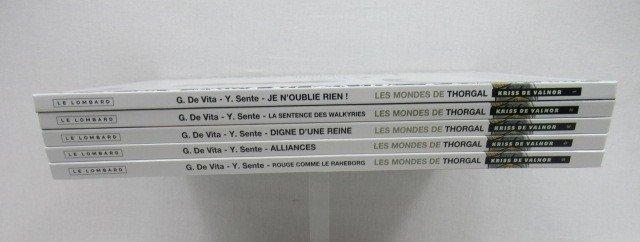 LE LOMBARD G. De Vita - Y. Sente - JE N'OUBLIE RIEN ! LES MONDES DE THORGAL KRISS DE VALNOR 1
LE LOMBARD G. De Vita - Y. Sente - LA SENTENCE DES WALKYRIES LES MONDES DE THORGAL KRISS DE VALNOR 2
LE LOMBARD G. De Vita - Y. Sente - DIGNE D'UNE REINE LES MONDES DE THORGAL KRISS DE VALNOR 3
LE LOMBARD G. De Vita - Y. Sente - ALLIANCES LES MONDES DE THORGAL KRISS DE VALNOR
LE LOMBARD G. De Vita - Y. Sente - ROUGE COMME LE RAHEBORG LES MONDES DE THORGAL KRISS DE VALNOR